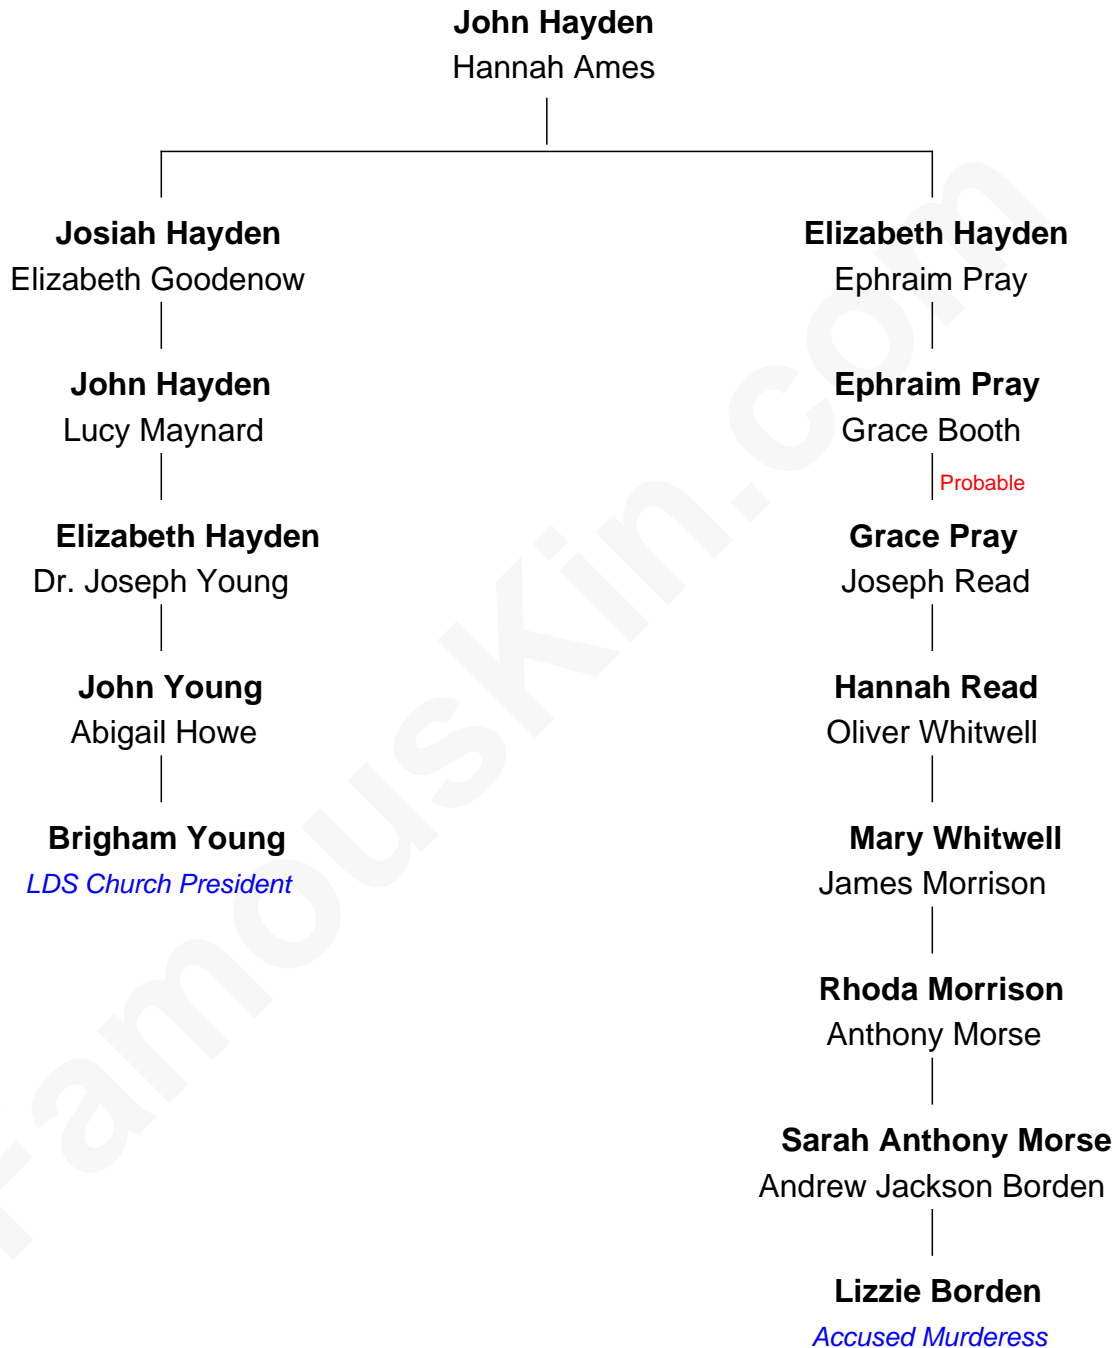 John Hayden
Hannah Ames
Josiah Hayden
Elizabeth Goodenow
Elizabeth Hayden
Ephraim Pray
John Hayden
Lucy Maynard
Ephraim Pray
Grace Booth
Probable
Elizabeth Hayden
Dr. Joseph Young
Grace Pray
Joseph Read
John Young
Abigail Howe
Hannah Read
Oliver Whitwell
Brigham Young
LDS Church President
Mary Whitwell
James Morrison
Rhoda Morrison
Anthony Morse
Sarah Anthony Morse
Andrew Jackson Borden
Lizzie Borden
Accused Murderess
FamousKin.com